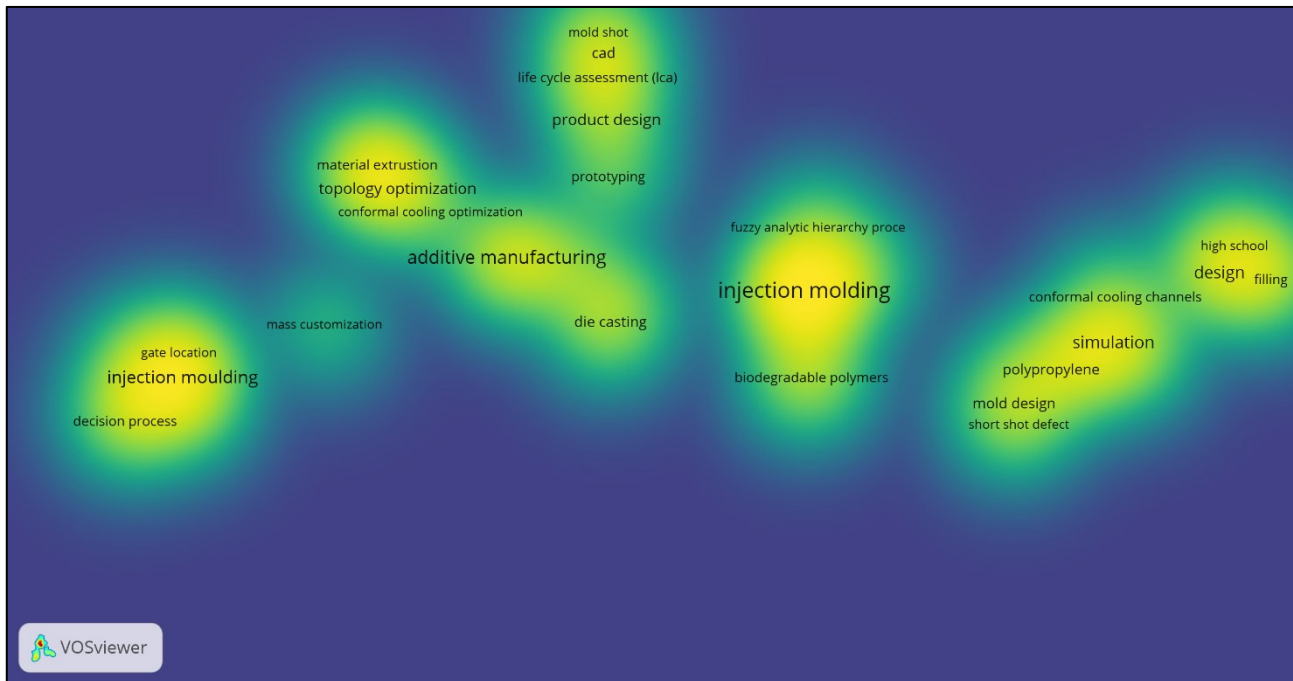 mold shot
cad
life cycle assessment (lca)
product design
material extrustion
prototyping
topology optimization
conformal cooling optimization
fuzzy analytic hierarchy proce
high school
additive manufacturing
design
filling
injection molding
conformal cooling channels
mass customization
die casting
simulation
gate location
polypropylene
injection moulding
biodegradable polymers
mold design
decision process
short shot defect
VOSviewer